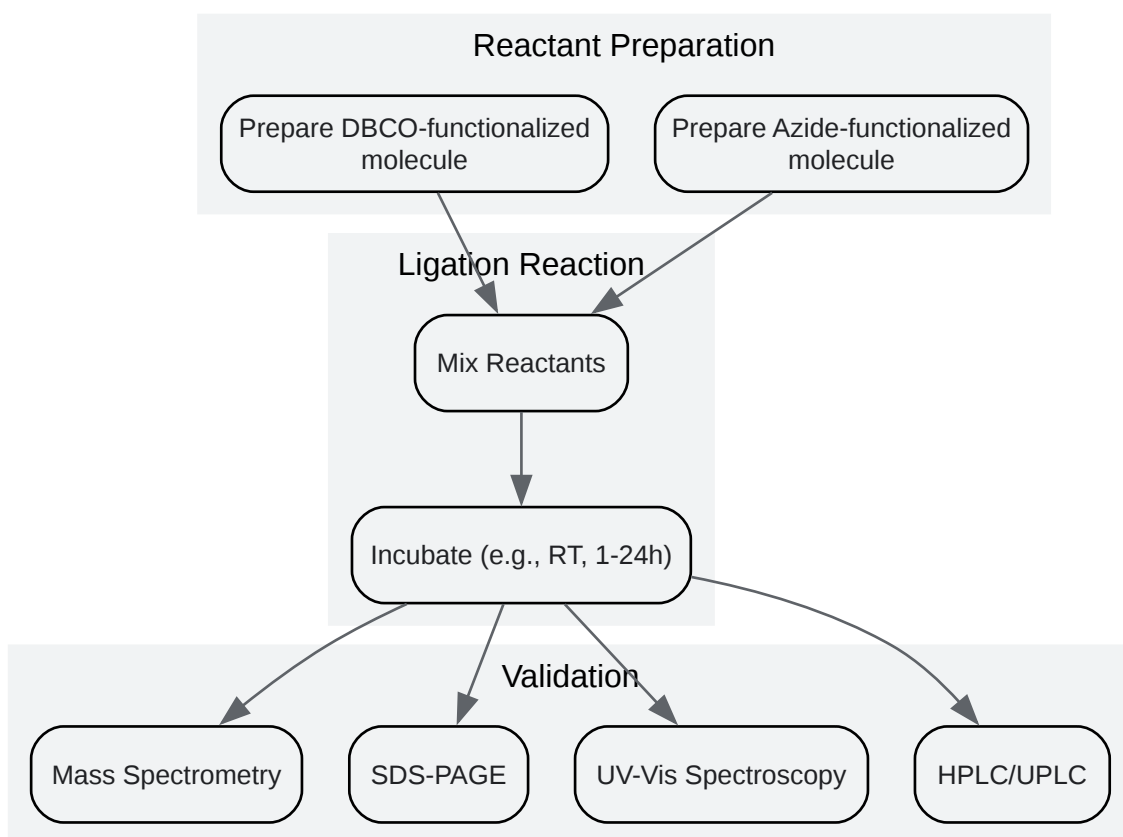 Reactant Preparation
Prepare DBCO-functionalized
molecule
Prepare Azide-functionalized
molecule
Ligation Reaction
Mix Reactants
Incubate (e.g., RT, 1-24h)
Validation
Mass Spectrometry
SDS-PAGE
UV-Vis Spectroscopy
HPLC/UPLC